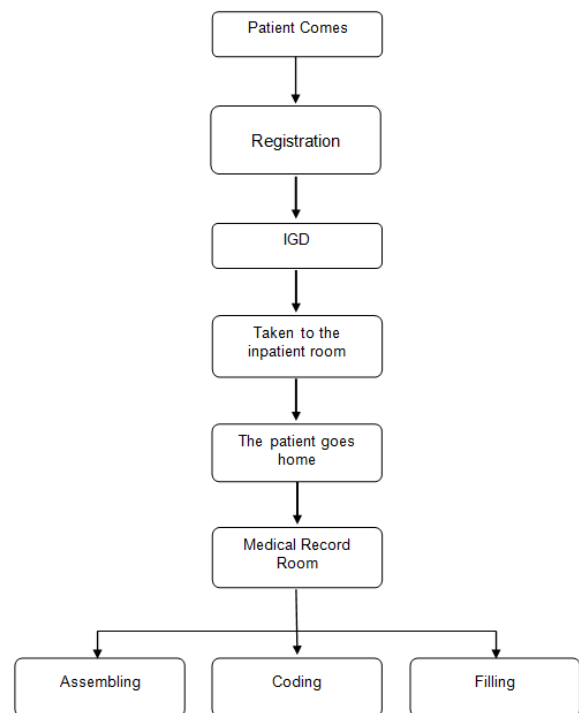 Patient Comes
Registration
IGD
Taken to the
inpatient room
The patient goes
home
Medical Record
Room
Assembling
Coding
Filling